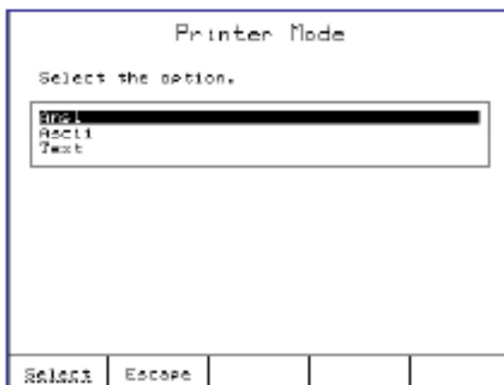 Printer Mode
Select the option.
Ansi
Ascii
Text
Select Escape